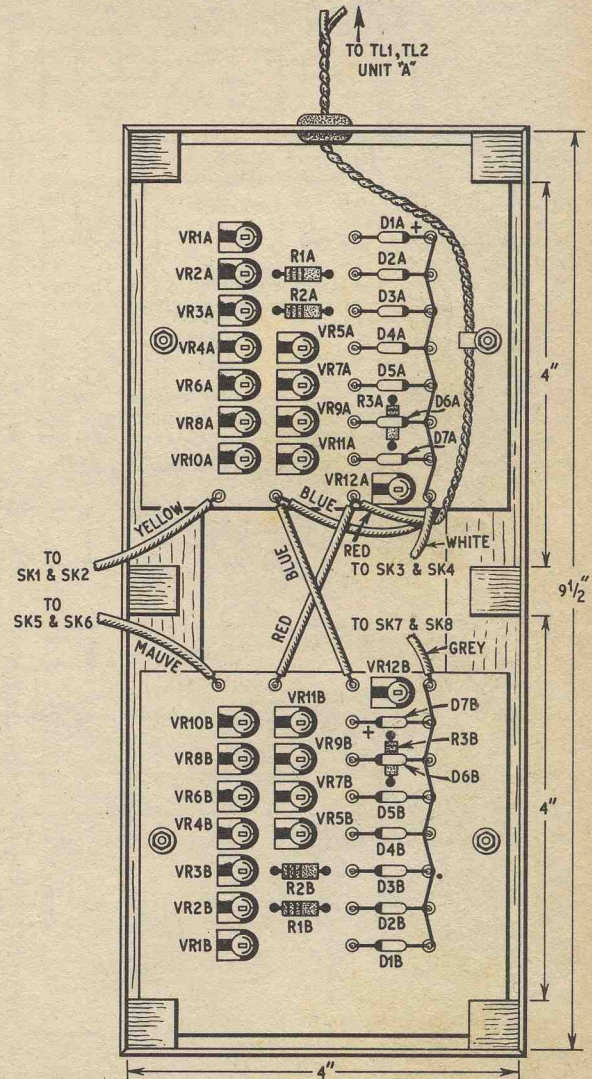 TO TL1, TL2
UNIT "A"
VR1A
D1A
+
VR2A
R1A
D2A
VR3A
R2A
D3A
VR4A
VR5A
D4A
VR6A
VR7A
D5A
R3A
D6A
VR8A
VR9A
D7A
VR10A
VR11A
VR12A
4"
YELLOW
BLUE
BLUE
RED
WHITE
TO
SK1 & SK2
TO SK3 & SK4
9½"
TO
SK5 & SK6
RED
TO SK7 & SK8
MAUVE
GREY
VR12B
VR11B
D7B
VR10B
+
R3B
VR9B
VR8B
D6B
VR7B
VR6B
D5B
VR5B
VR4B
D4B
4"
VR3B
R2B
D3B
VR2B
R1B
D2B
VR1B
D1B
4"